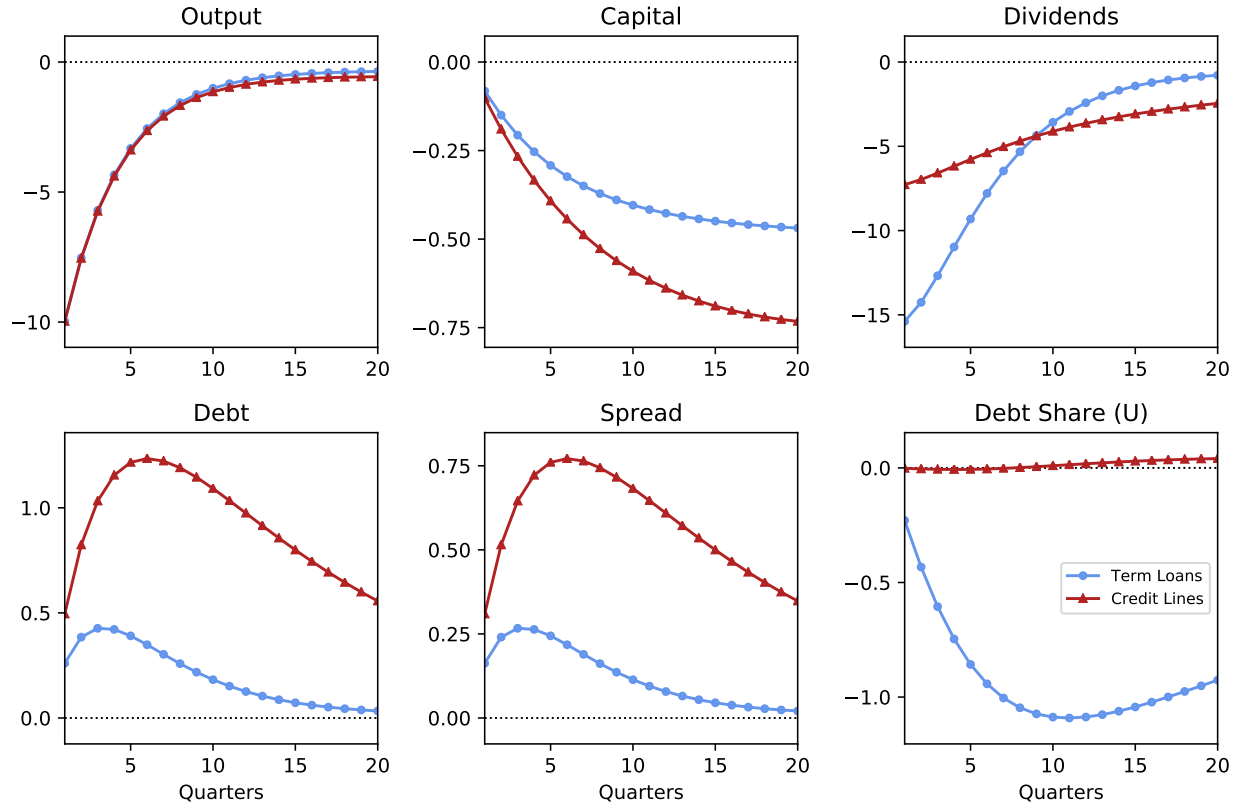 Output
0
−5
−10
5 10 15 20
Capital
0.00
−0.25
−0.50
−0.75
5 10 15 20
Dividends
0
−5
−10
−15
5 10 15 20
Debt
1.0
0.5
0.0
5 10 15 20
Quarters
Spread
0.75
0.50
0.25
0.00
5 10 15 20
Quarters
Debt Share (U)
0.0
−0.5
−1.0
Term Loans
Credit Lines
5 10 15 20
Quarters